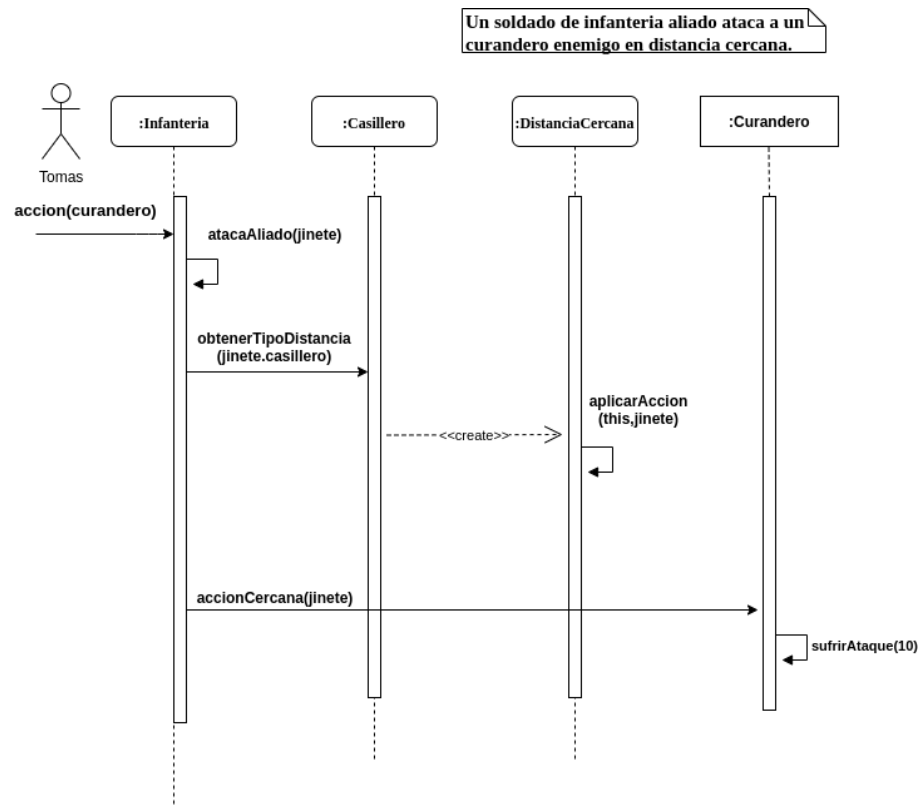 Un soldado de infanteria aliado ataca a un
curandero enemigo en distancia cercana.
:Infanteria
:Casillero
:DistanciaCercana
:Curandero
Tomas
accion(curandero)
atacaAliado(jinete)
obtenerTipoDistancia
(jinete.casillero)
aplicarAccion
(this,jinete)
<<create>>
accionCercana(jinete)
sufrirAtaque(10)